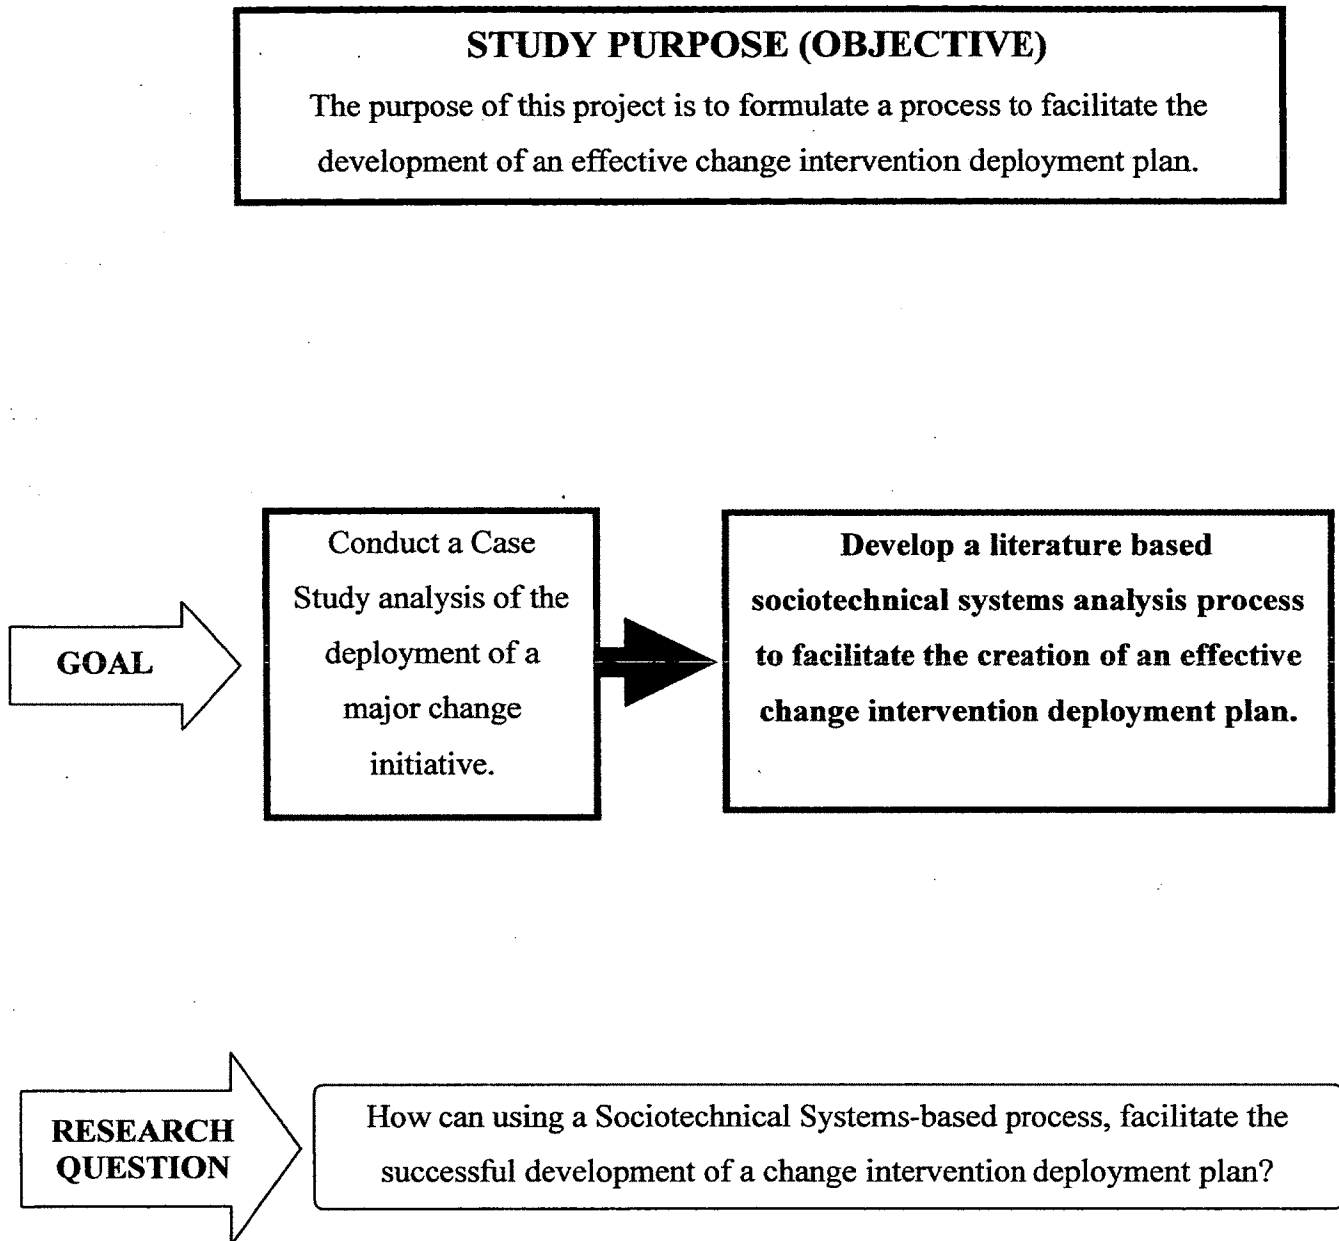 STUDY PURPOSE (OBJECTIVE)
The purpose of this project is to formulate a process to facilitate the
development of an effective change intervention deployment plan.
GOAL
Conduct a Case
Study analysis of the
deployment of a
major change
initiative.
Develop a literature based
sociotechnical systems analysis process
to facilitate the creation of an effective
change intervention deployment plan.
RESEARCH
QUESTION
How can using a Sociotechnical Systems-based process, facilitate the
successful development of a change intervention deployment plan?